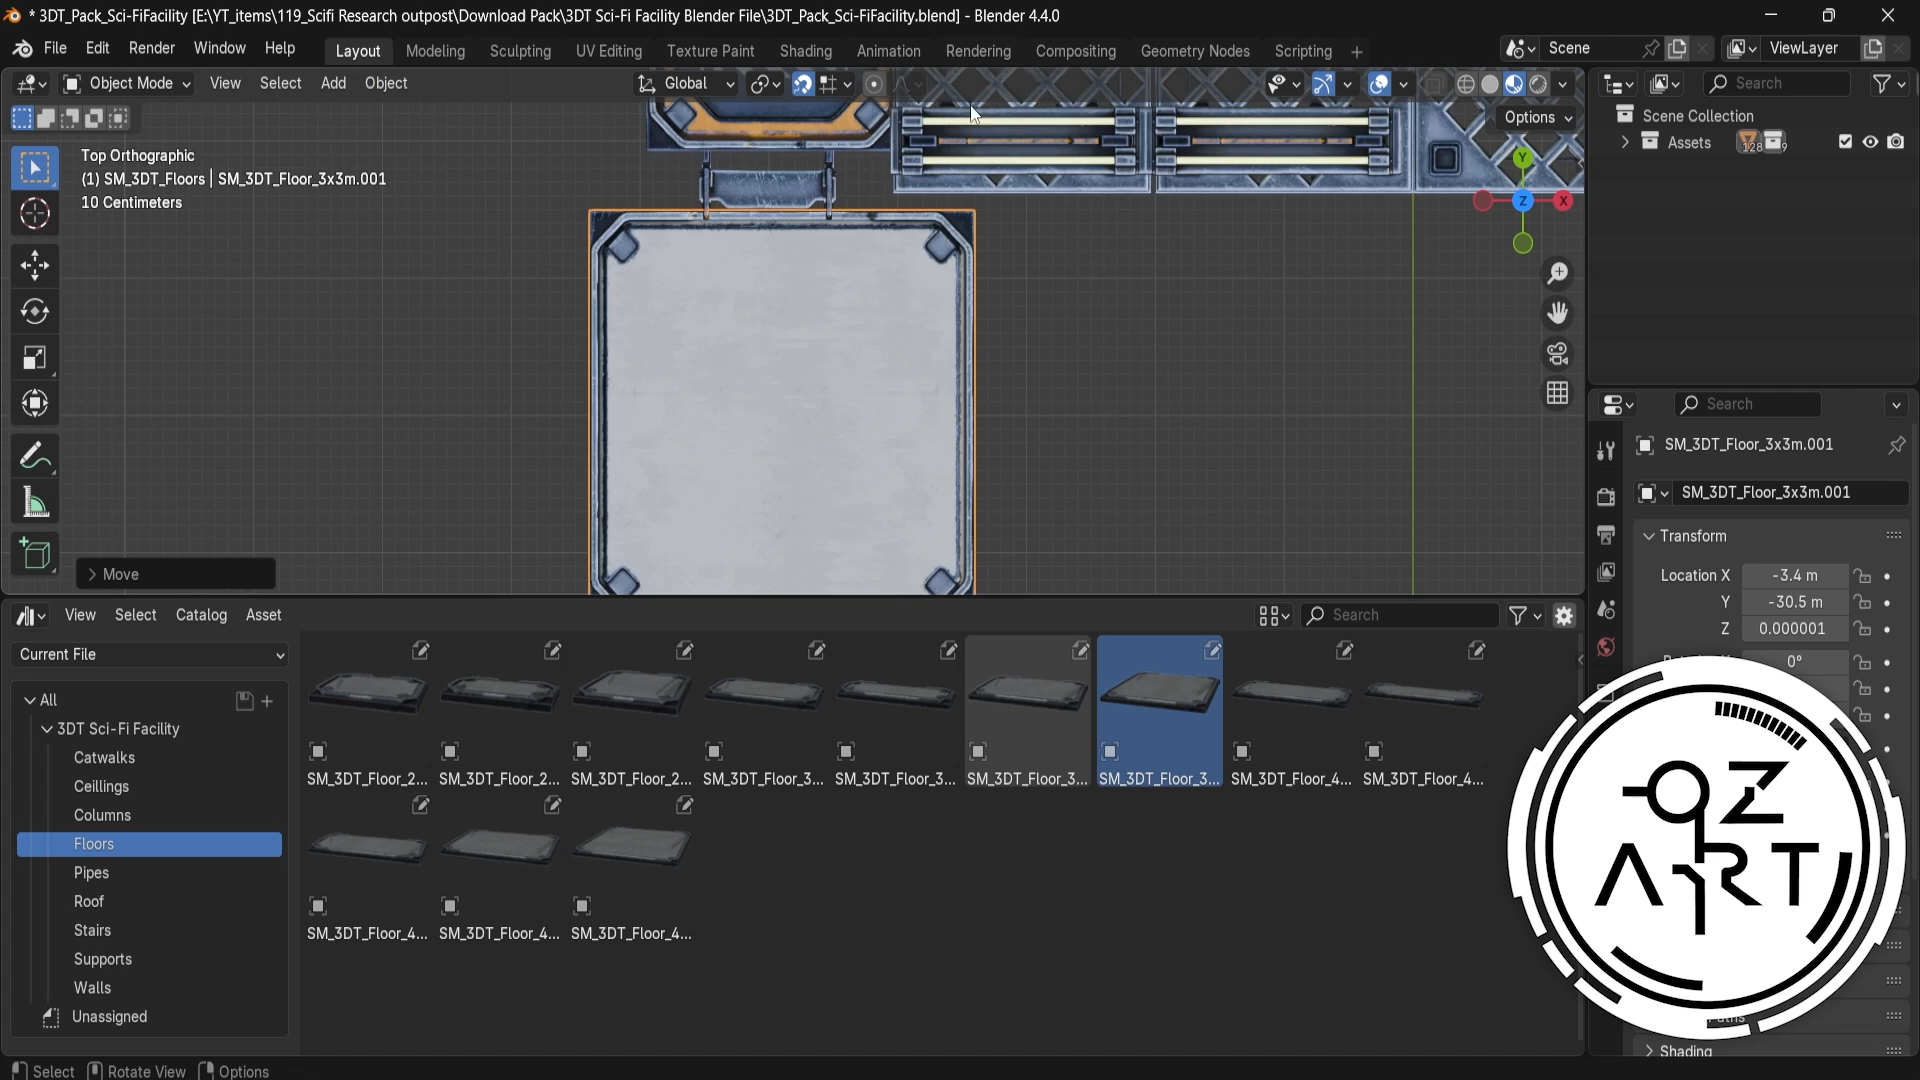 * 3DT_Pack_Sci-FiFacility [E:\YT_items\119_Scifi Research outpost\Download Pack\3DT Sci-Fi Facility Blender File\3DT_Pack_Sci-FiFacility.blend] - Blender 4.4.0
File Edit Render Window Help Layout Modeling Sculpting UV Editing Texture Paint Shading Animation Rendering Compositing Geometry Nodes Scripting + Scene ViewLayer
Object Mode View Select Add Object Global Search
Options
Scene Collection
Assets 128 9
Top Orthographic
(1) SM_3DT_Floors | SM_3DT_Floor_3x3m.001
10 Centimeters
Y
Z X
Search
SM_3DT_Floor_3x3m.001
SM_3DT_Floor_3x3m.001
Transform
Location X -3.4 m
Y -30.5 m
Z 0.000001
0°
Move
View Select Catalog Asset Search
Current File
All
3DT Sci-Fi Facility
Catwalks
Ceillings
Columns
Floors
Pipes
Roof
Stairs
Supports
Walls
Unassigned
SM_3DT_Floor_2... SM_3DT_Floor_2... SM_3DT_Floor_2... SM_3DT_Floor_3... SM_3DT_Floor_3... SM_3DT_Floor_3... SM_3DT_Floor_3... SM_3DT_Floor_4... SM_3DT_Floor_4...
SM_3DT_Floor_4... SM_3DT_Floor_4... SM_3DT_Floor_4...
OZ
ART
Shading
Select Rotate View Options